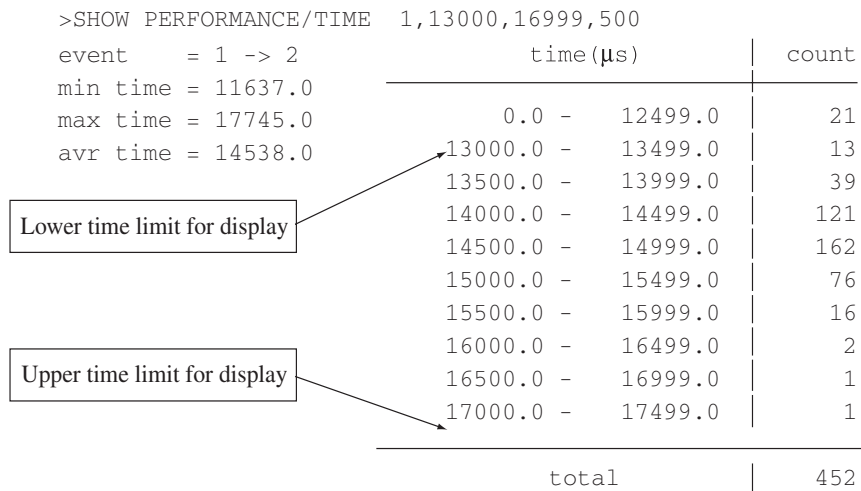 >SHOW PERFORMANCE/TIME 1,13000,16999,500
event = 1 -> 2
min time = 11637.0
max time = 17745.0
avr time = 14538.0
time(µs) | count
0.0 - 12499.0 | 21
13000.0 - 13499.0 | 13
13500.0 - 13999.0 | 39
14000.0 - 14499.0 | 121
14500.0 - 14999.0 | 162
15000.0 - 15499.0 | 76
15500.0 - 15999.0 | 16
16000.0 - 16499.0 | 2
16500.0 - 16999.0 | 1
17000.0 - 17499.0 | 1
total | 452
Lower time limit for display
Upper time limit for display